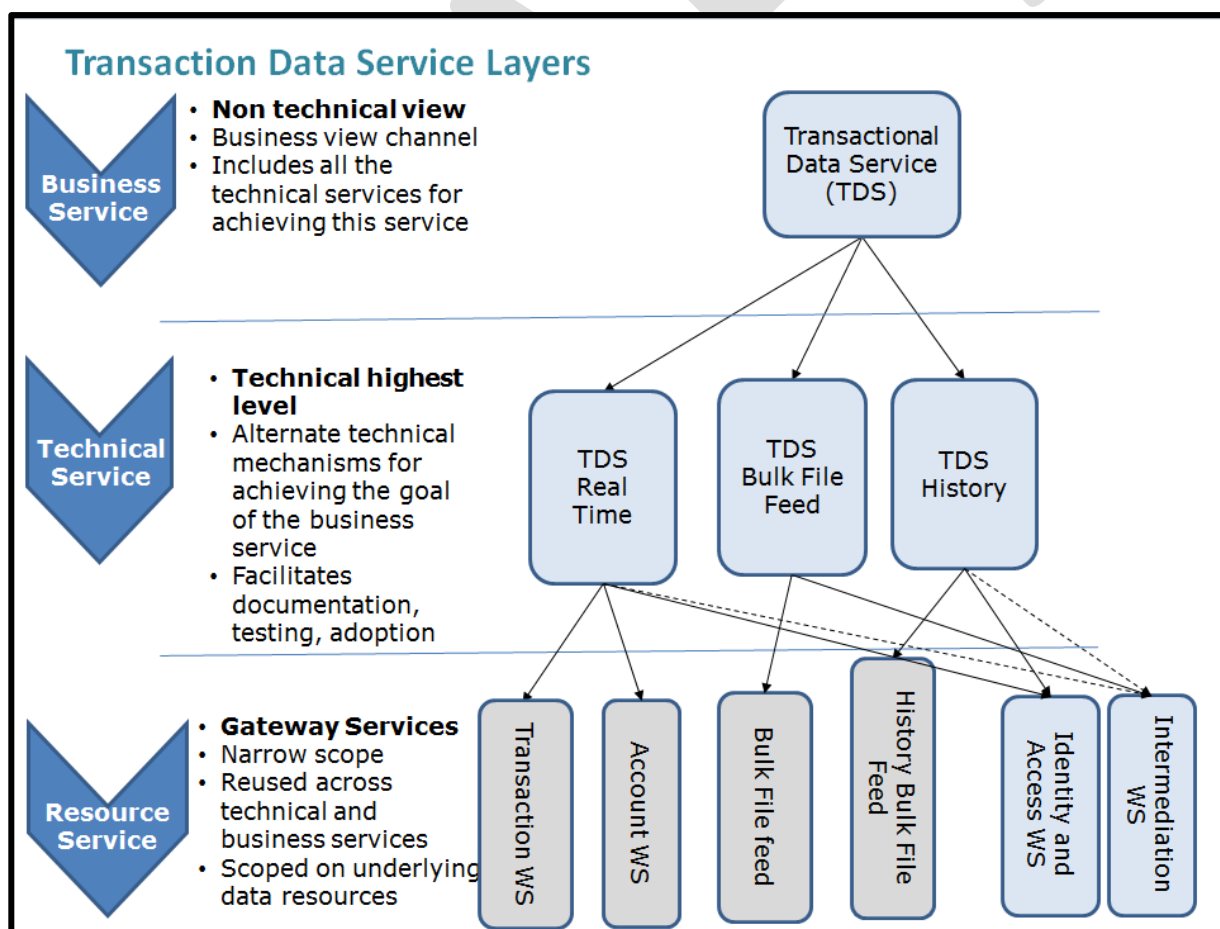 Transaction Data Service Layers
Business
Service
• Non technical view
• Business view channel
• Includes all the
technical services for
achieving this service
Transactional
Data Service
(TDS)
Technical
Service
• Technical highest
level
• Alternate technical
mechanisms for
achieving the goal
of the business
service
• Facilitates
documentation,
testing, adoption
TDS
Real
Time
TDS
Bulk File
Feed
TDS
History
Resource
Service
• Gateway Services
• Narrow scope
• Reused across
technical and
business services
• Scoped on underlying
data resources
Transaction WS
Account WS
Bulk File feed
History Bulk File
Feed
Identity and
Access WS
Intermediation
WS